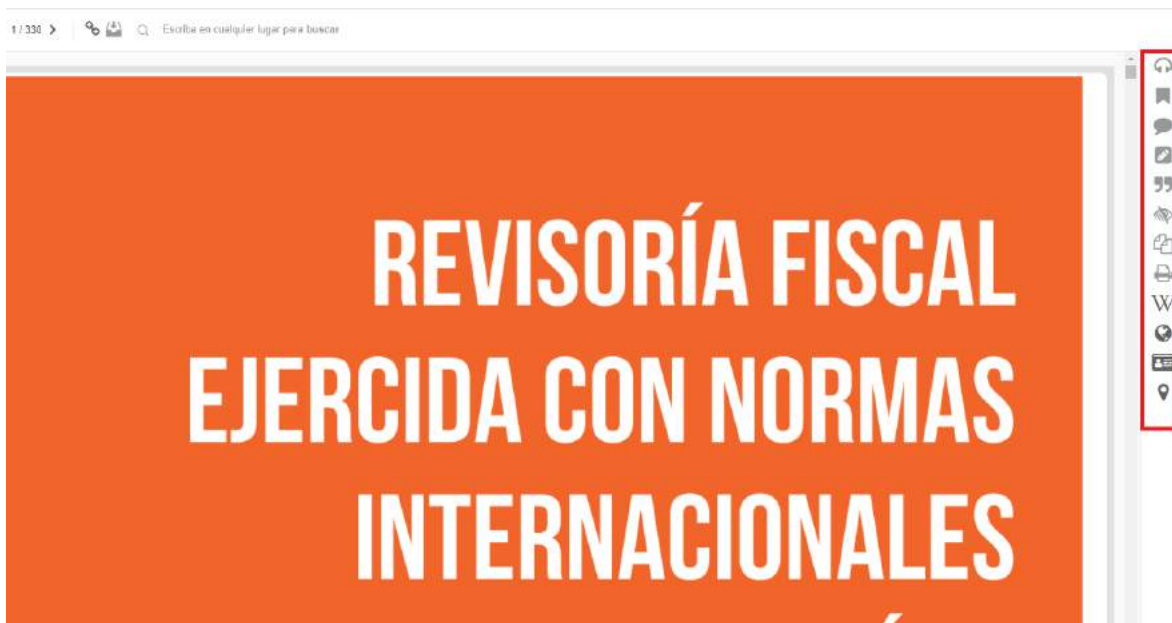 1 / 330
Escriba en cualquier lugar para buscar
REVISORÍA FISCAL
EJERCIDA CON NORMAS
INTERNACIONALES
W